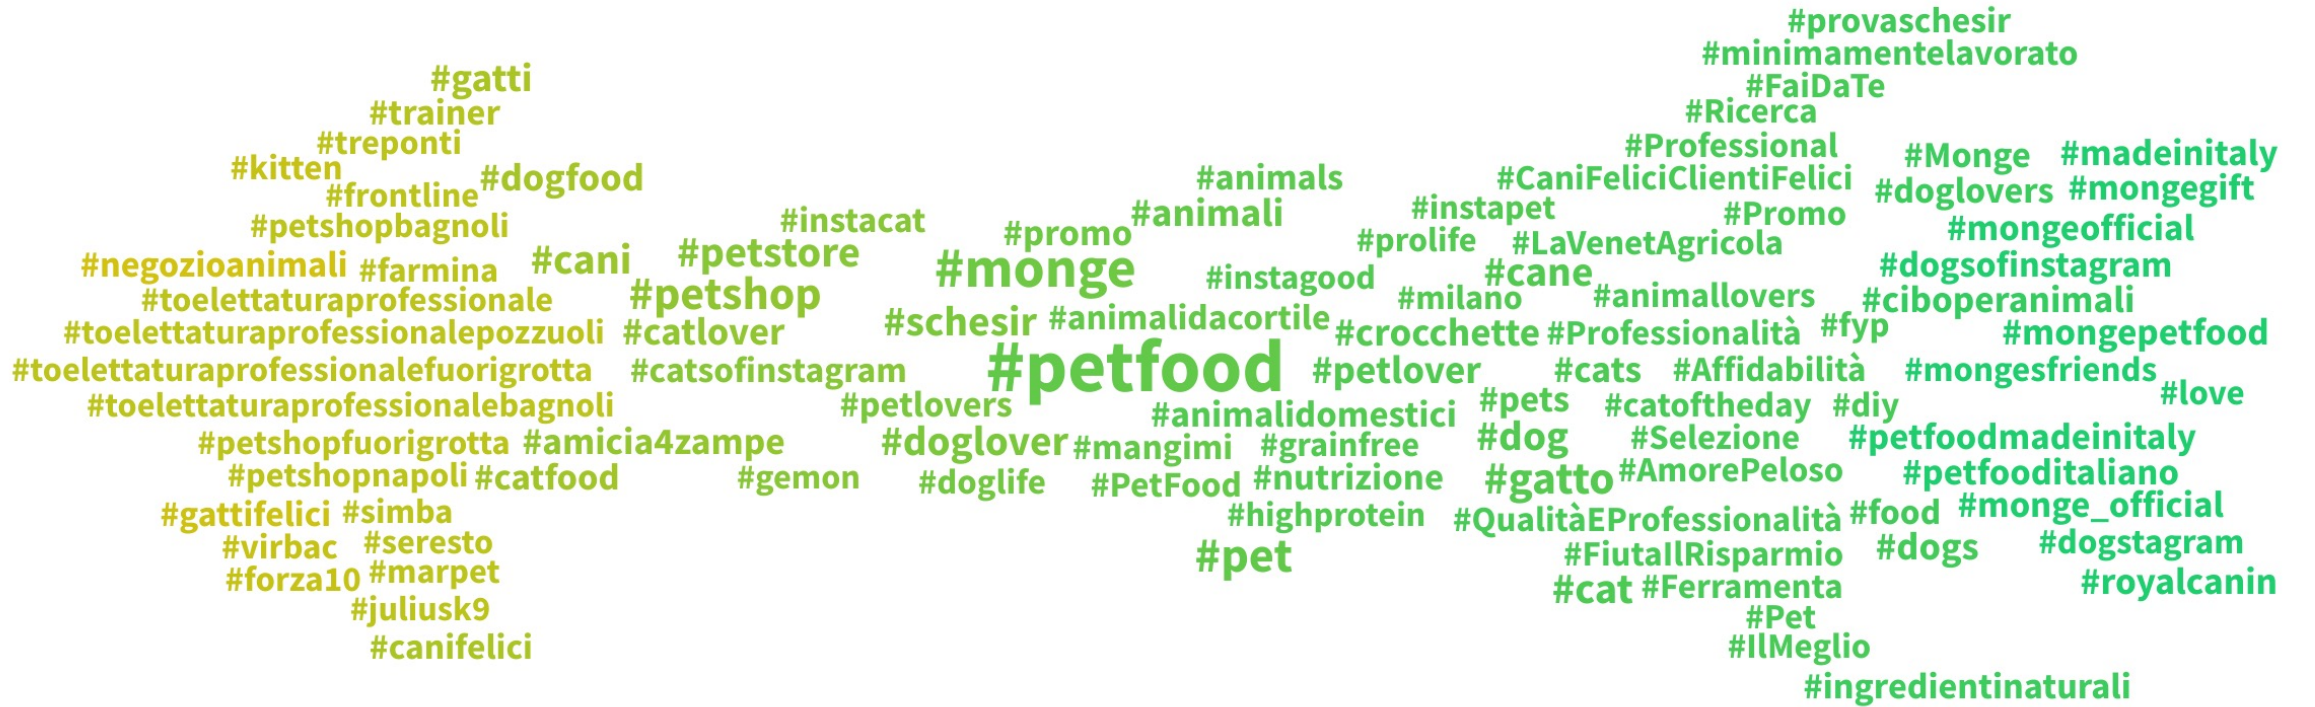 #provaschesir
#minimamentelavorato
#gatti
#FaiDaTe
#trainer
#Ricerca
#treponti
#Professional
#kitten
#Monge
#madeinitaly
#dogfood
#animals
#CaniFeliciClientiFelici
#frontline
#doglovers
#mongegift
#petshopbagnoli
#instacat
#promo
#animali
#instapet
#Promo
#mongeofficial
#prolife
#LaVenetAgricola
#negozioanimali
#farmina
#cani
#petstore
#monge
#instagood
#cane
#dogsofinstagram
#toelettaturaprofessionale
#petshop
#milano
#animallovers
#ciboperanimali
#toelettaturaprofessionalepozzuoli
#catlover
#schesir
#animalidacortile
#crocchette
#Professionalità
#fyp
#mongepetfood
#toelettaturaprofessionalefuorigrotta
#catsofinstagram
#petfood
#petlover
#cats
#Affidabilità
#mongesfriends
#love
#toelettaturaprofessionalebagnoli
#petlovers
#animalidomestici
#pets
#catoftheday
#diy
#petshopfuorigrotta
#amicia4zampe
#doglover
#mangimi
#grainfree
#dog
#Selezione
#petfoodmadeinitaly
#petshopnapoli
#catfood
#gemon
#doglife
#PetFood
#nutrizione
#gatto
#AmorePeloso
#petfooditaliano
#gattifelici
#simba
#highprotein
#QualitàEProfessionalità
#food
#monge_official
#virbac
#seresto
#pet
#FiutaIlRisparmio
#dogs
#dogstagram
#forza10
#marpet
#cat
#Ferramenta
#royalcanin
#juliusk9
#Pet
#canifelici
#IlMeglio
#ingredientinaturali